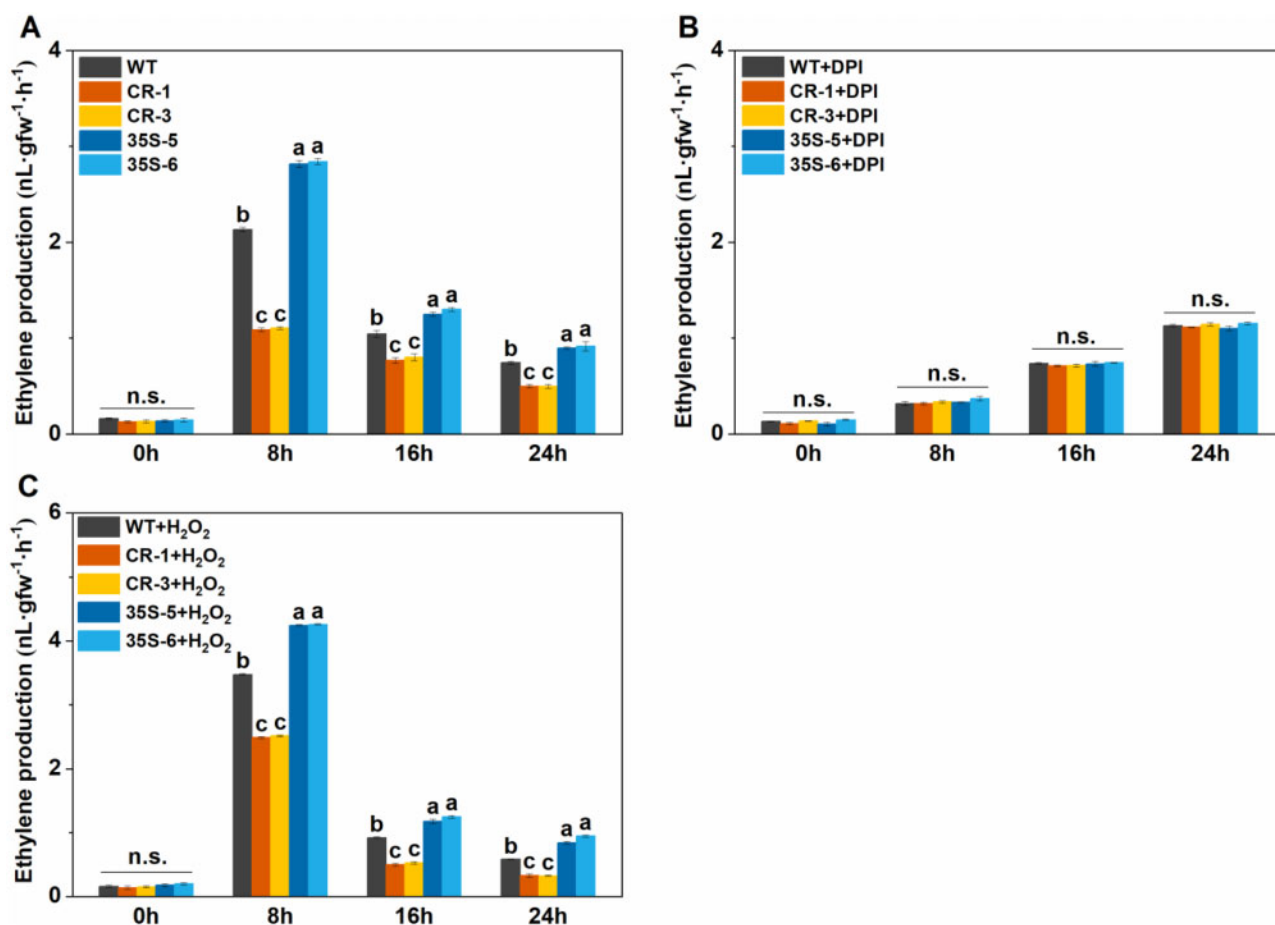 A
Ethylene production (nL·gfw⁻¹·h⁻¹)
4
2
0
WT
CR-1
CR-3
35S-5
35S-6
n.s.
b
c c
a a
b
c c
a a
b
c c
a a
0h 8h 16h 24h
B
Ethylene production (nL·gfw⁻¹·h⁻¹)
4
2
0
WT+DPI
CR-1+DPI
CR-3+DPI
35S-5+DPI
35S-6+DPI
n.s.
n.s.
n.s.
n.s.
0h 8h 16h 24h
C
Ethylene production (nL·gfw⁻¹·h⁻¹)
6
4
2
0
WT+H₂O₂
CR-1+H₂O₂
CR-3+H₂O₂
35S-5+H₂O₂
35S-6+H₂O₂
n.s.
b
c c
a a
b
c c
a a
b
c c
a a
0h 8h 16h 24h